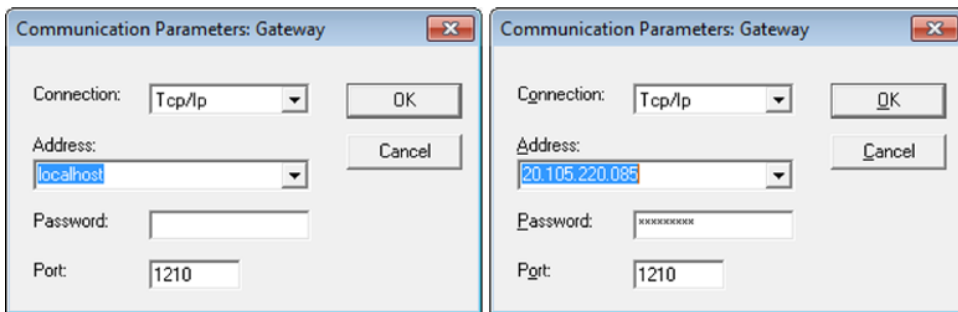 Communication Parameters: Gateway
Connection:
Tcp/Ip
OK
Address:
Cancel
localhost
Password:
Port:
1210
Communication Parameters: Gateway
Connection:
Tcp/Ip
OK
Address:
Cancel
20.105.220.085
Password:
×××××××××
Port:
1210